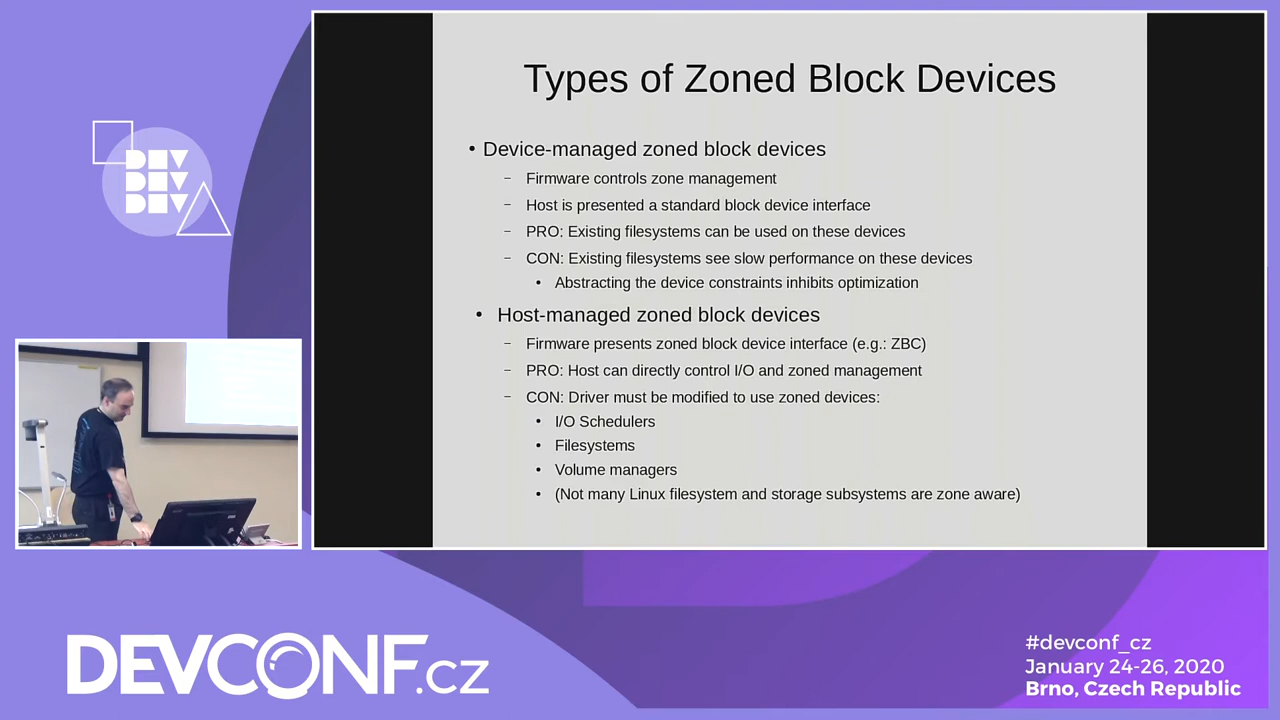 DEV
DEV
DEV
Types of Zoned Block Devices
• Device-managed zoned block devices
– Firmware controls zone management
– Host is presented a standard block device interface
– PRO: Existing filesystems can be used on these devices
– CON: Existing filesystems see slow performance on these devices
• Abstracting the device constraints inhibits optimization
• Host-managed zoned block devices
– Firmware presents zoned block device interface (e.g.: ZBC)
– PRO: Host can directly control I/O and zoned management
– CON: Driver must be modified to use zoned devices:
• I/O Schedulers
• Filesystems
• Volume managers
• (Not many Linux filesystem and storage subsystems are zone aware)
DEVCONF.cz
#devconf_cz
January 24-26, 2020
Brno, Czech Republic